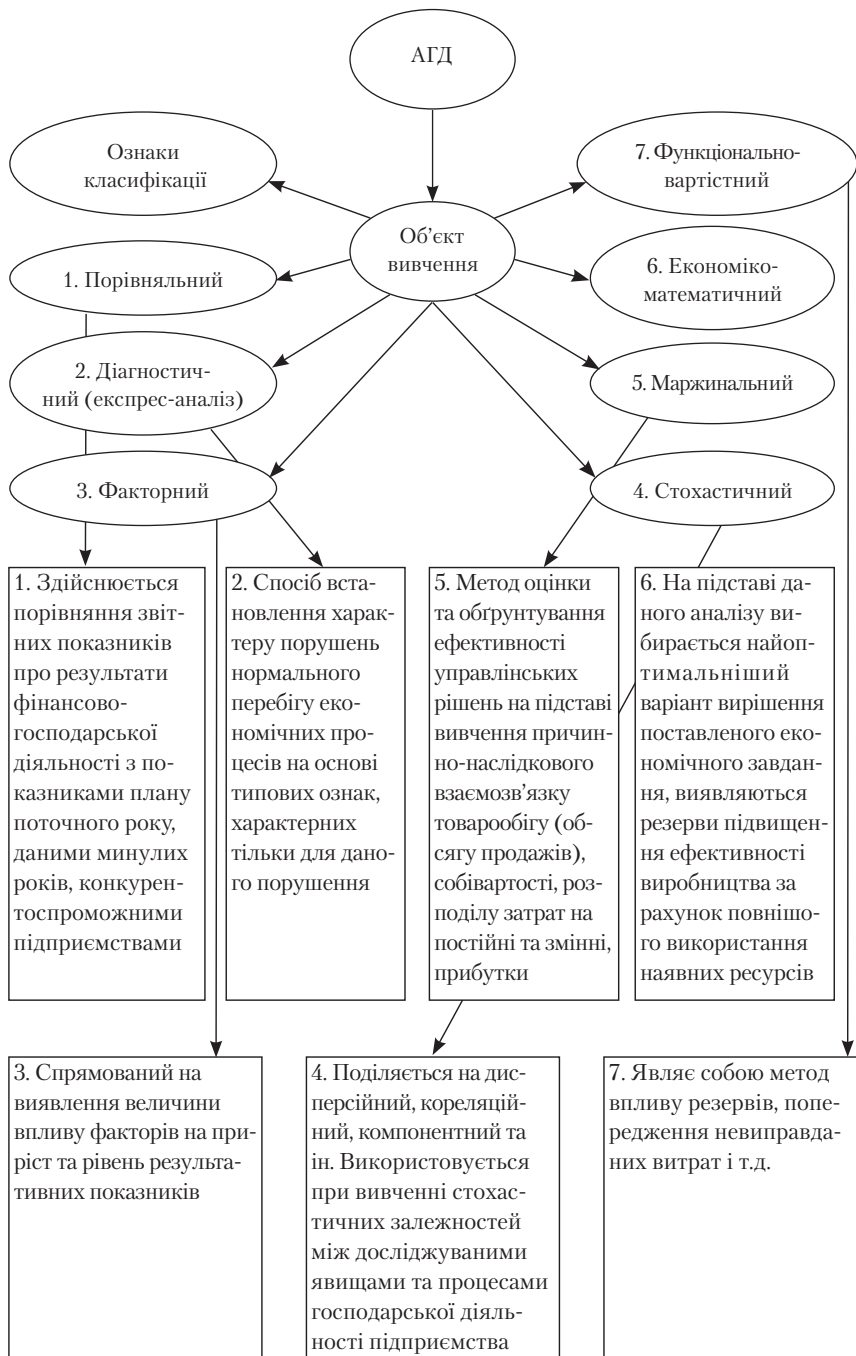 АГД
Ознаки
класифікації
7. Функціонально-
вартістний
Об’єкт
вивчення
1. Порівняльний
6. Економіко-
математичний
2. Діагностич-
ний (експрес-аналіз)
5. Маржинальний
3. Факторний
4. Стохастичний
1. Здійснюється
порівняння звіт-
них показників
про результати
фінансово-
господарської
діяльності з по-
казниками плану
поточного року,
даними минулих
років, конкурен-
тоспроможними
підприємствами
2. Спосіб вста-
новлення харак-
теру порушень
нормального
перебігу еко-
номічних про-
цесів на основі
типових ознак,
характерних
тільки для дано-
го порушення
5. Метод оцінки
та обґрунтування
ефективності
управлінських
рішень на підставі
вивчення причин-
но-наслідкового
взаємозв’язку
товарообігу (об-
сягу продажів),
собівартості, роз-
поділу затрат на
постійні та змінні,
прибутки
6. На підставі да-
ного аналізу ви-
бирається найоп-
тимальніший
варіант вирішення
поставленого еко-
номічного завдан-
ня, виявляються
резерви підвищен-
ня ефективності
виробництва за
рахунок повнішо-
го використання
наявних ресурсів
3. Спрямований на
виявлення величини
впливу факторів на при-
ріст та рівень результа-
тивних показників
4. Поділяється на дис-
персійний, кореляцій-
ний, компонентний та
ін. Використовується
при вивченні стохас-
тичних залежностей
між досліджуваними
явищами та процесами
господарської діяль-
ності підприємства
7. Являє собою метод
впливу резервів, попе-
редження невиправда-
них витрат і т.д.